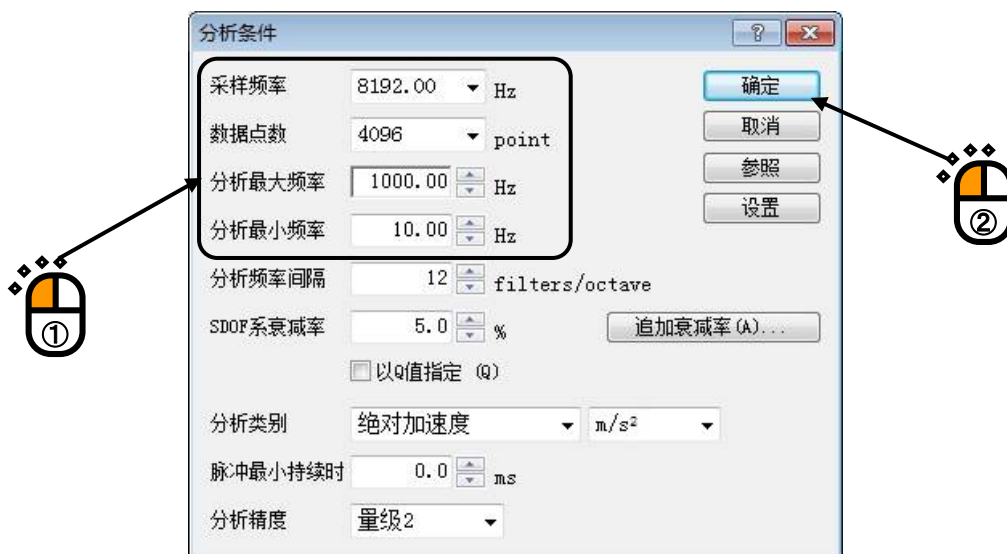 分析条件
采样频率 8192.00 Hz 确定
数据点数 4096 point 取消
分析最大频率 1000.00 Hz 参照
分析最小频率 10.00 Hz 设置
分析频率间隔 12 filters/octave
SDOF系衰减率 5.0 % 追加衰减率(A)...
以Q值指定 (Q)
分析类别 绝对加速度 m/s²
脉冲最小持续时 0.0 ms
分析精度 量级2
①
②